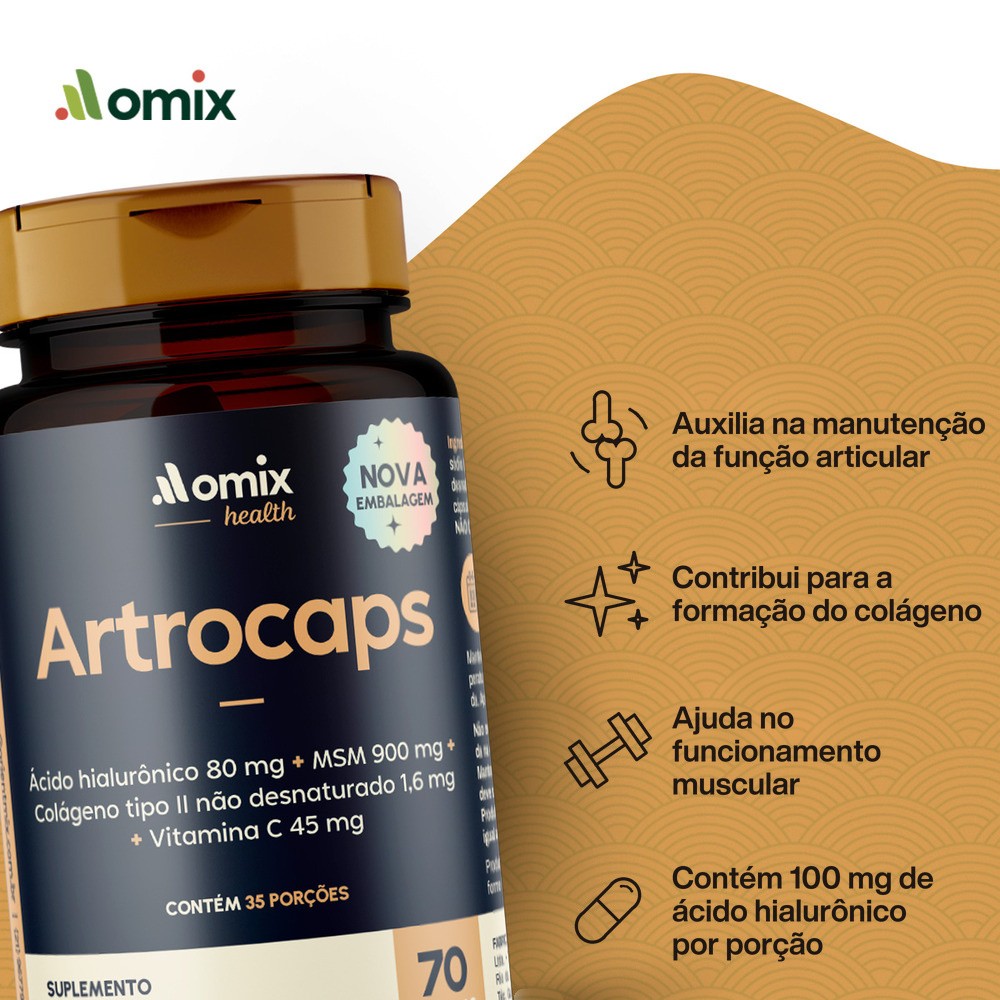 omix
omix
health
NOVA
EMBALAGEM
Artrocaps
Ácido hialurônico 80 mg + MSM 900 mg +
Colágeno tipo II não desnaturado 1,6 mg
+ Vitamina C 45 mg
CONTÉM 35 PORÇÕES
SUPLEMENTO
70
Auxilia na manutenção
da função articular
Contribui para a
formação do colágeno
Ajuda no
funcionamento
muscular
Contém 100 mg de
ácido hialurônico
por porção